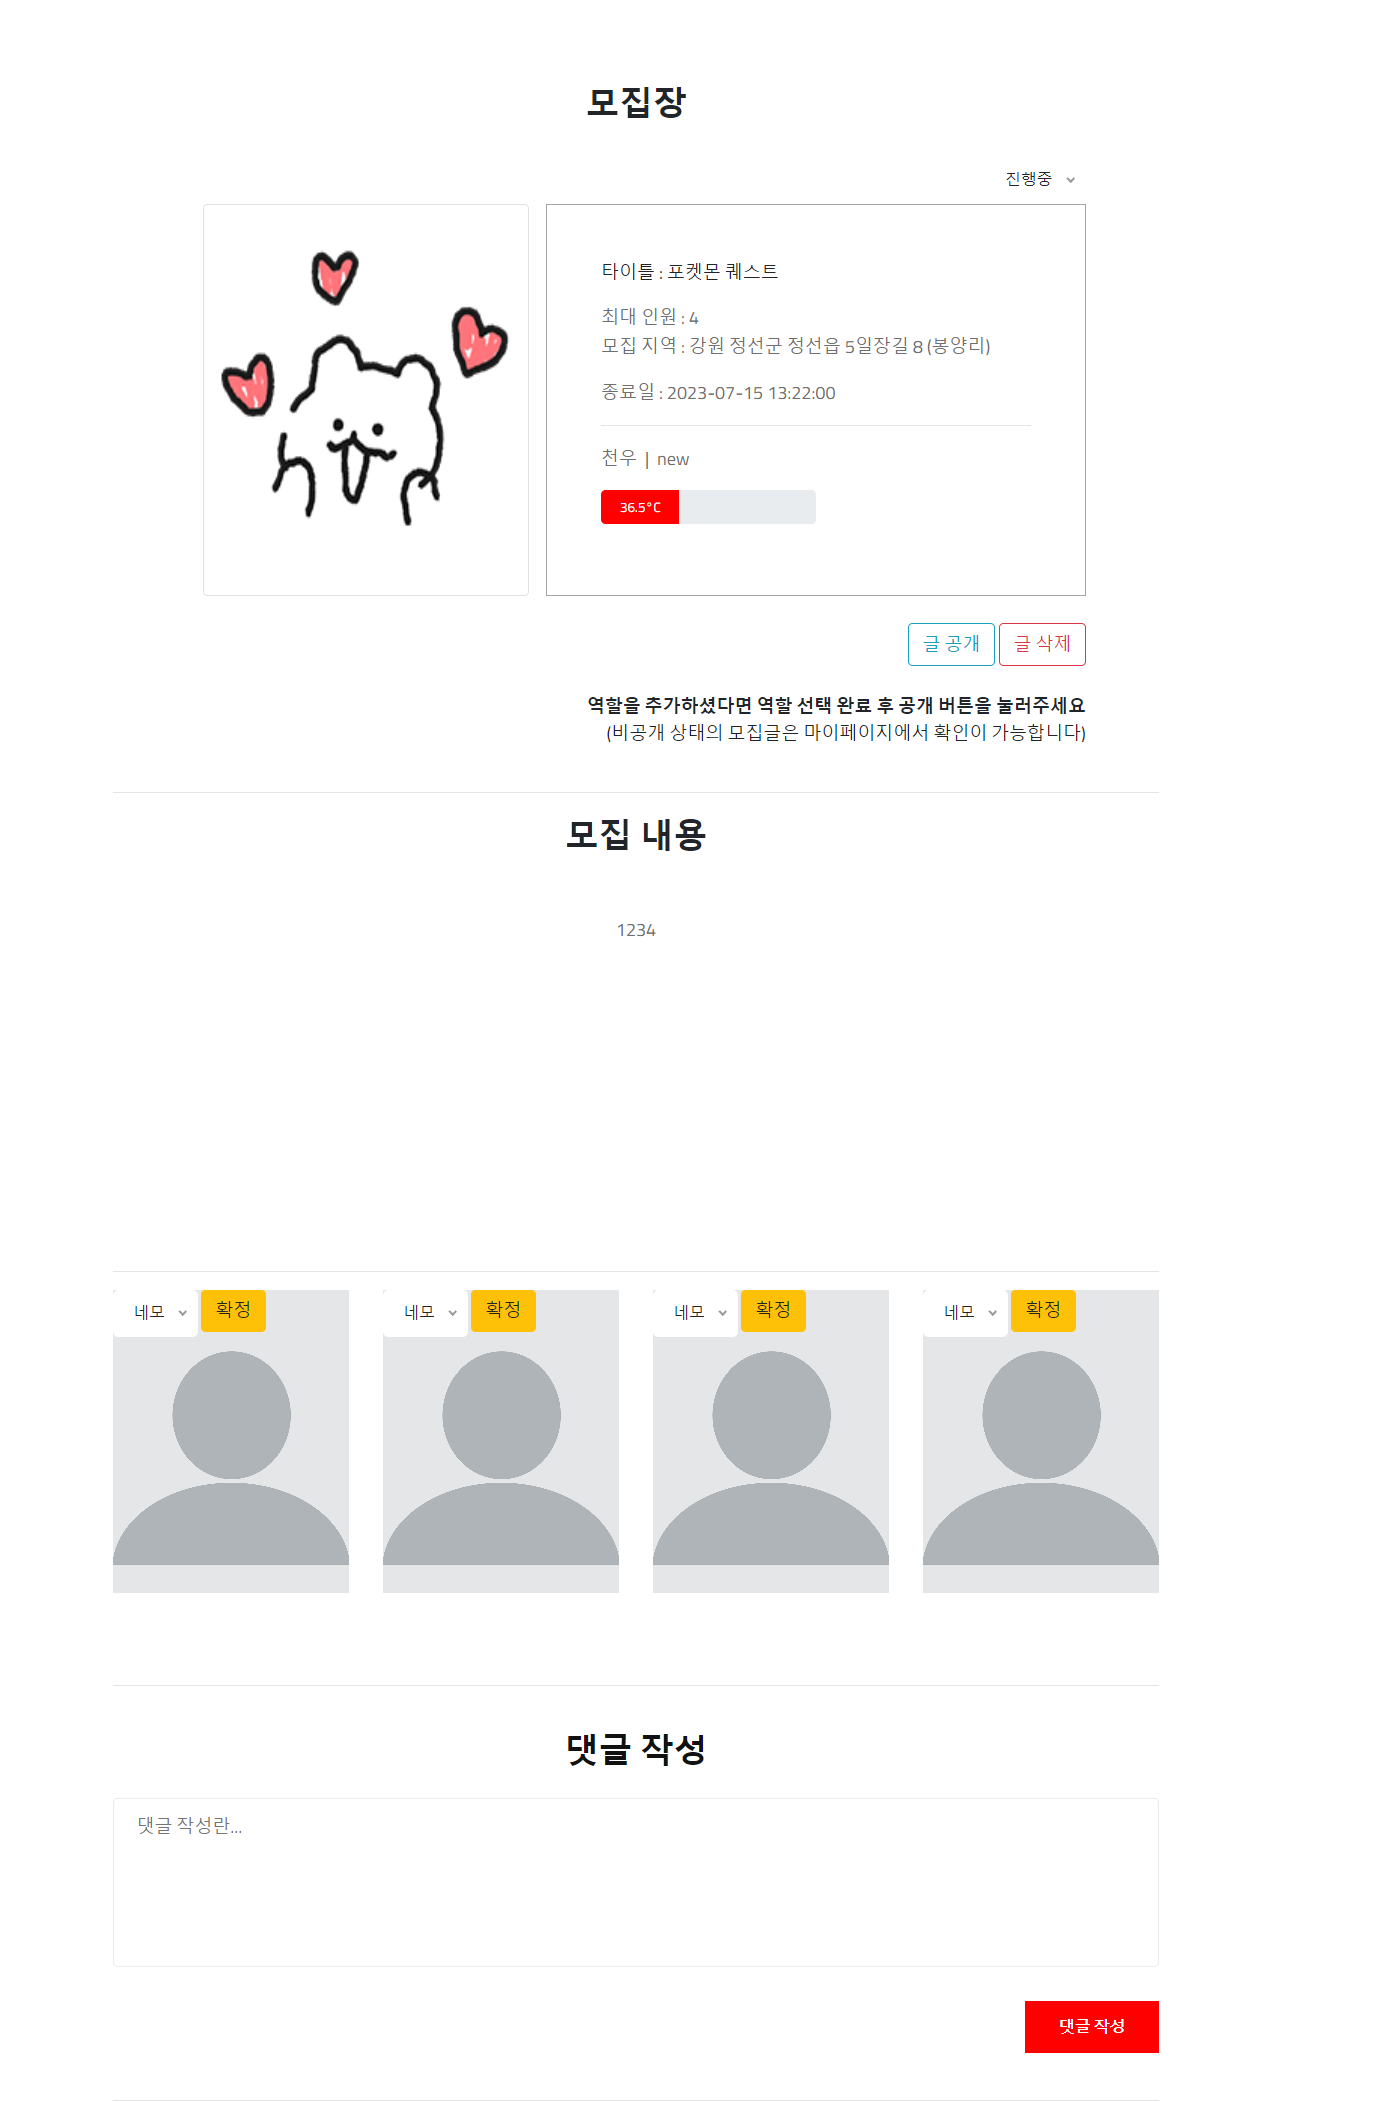 모집장
진행중
타이틀 : 포켓몬 퀘스트
최대 인원 : 4
모집 지역 : 강원 정선군 정선읍 5일장길 8 (봉양리)
종료일 : 2023-07-15 13:22:00
천우 | new
36.5°C
글 공개 글 삭제
역할을 추가하셨다면 역할 선택 완료 후 공개 버튼을 눌러주세요
(비공개 상태의 모집글은 마이페이지에서 확인이 가능합니다)
모집 내용
1234
네모 확정 네모 확정 네모 확정 네모 확정
댓글 작성
댓글 작성란...
댓글 작성